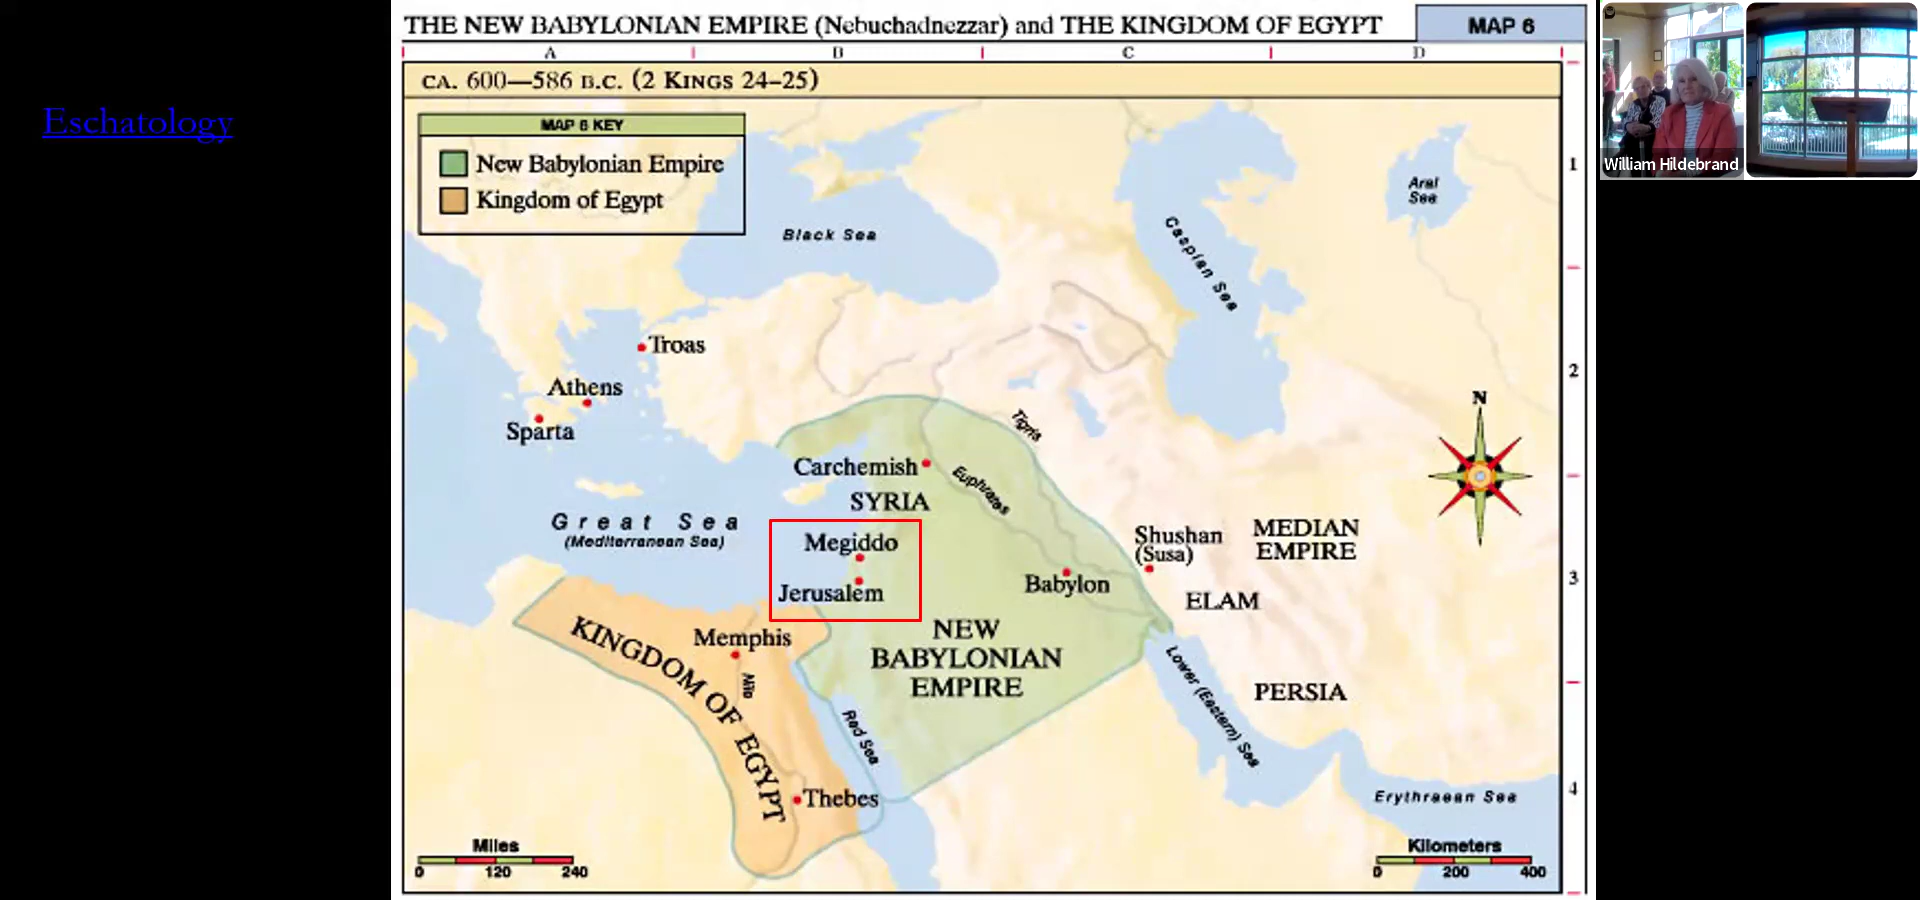 Eschatology
THE NEW BABYLONIAN EMPIRE (Nebuchadnezzar) and THE KINGDOM OF EGYPT
MAP 6
A B C D
CA. 600—586 B.C. (2 KINGS 24–25)
MAP 6 KEY
New Babylonian Empire
Kingdom of Egypt
William Hildebrand
1
Aral
Sea
Black Sea
Caspian Sea
Troas
2
Athens
Sparta
N
Tigris
Carchemish
Euphrates
SYRIA
Great Sea
(Mediterranean Sea)
Megiddo
Jerusalem
Shushan
(Susa)
MEDIAN
EMPIRE
Babylon
3
ELAM
KINGDOM OF EGYPT
Memphis
Nile
NEW
BABYLONIAN
EMPIRE
Lower (Eastern) Sea
PERSIA
Red Sea
Thebes
4
Erythraean Sea
Miles
0 120 240
Kilometers
0 200 400